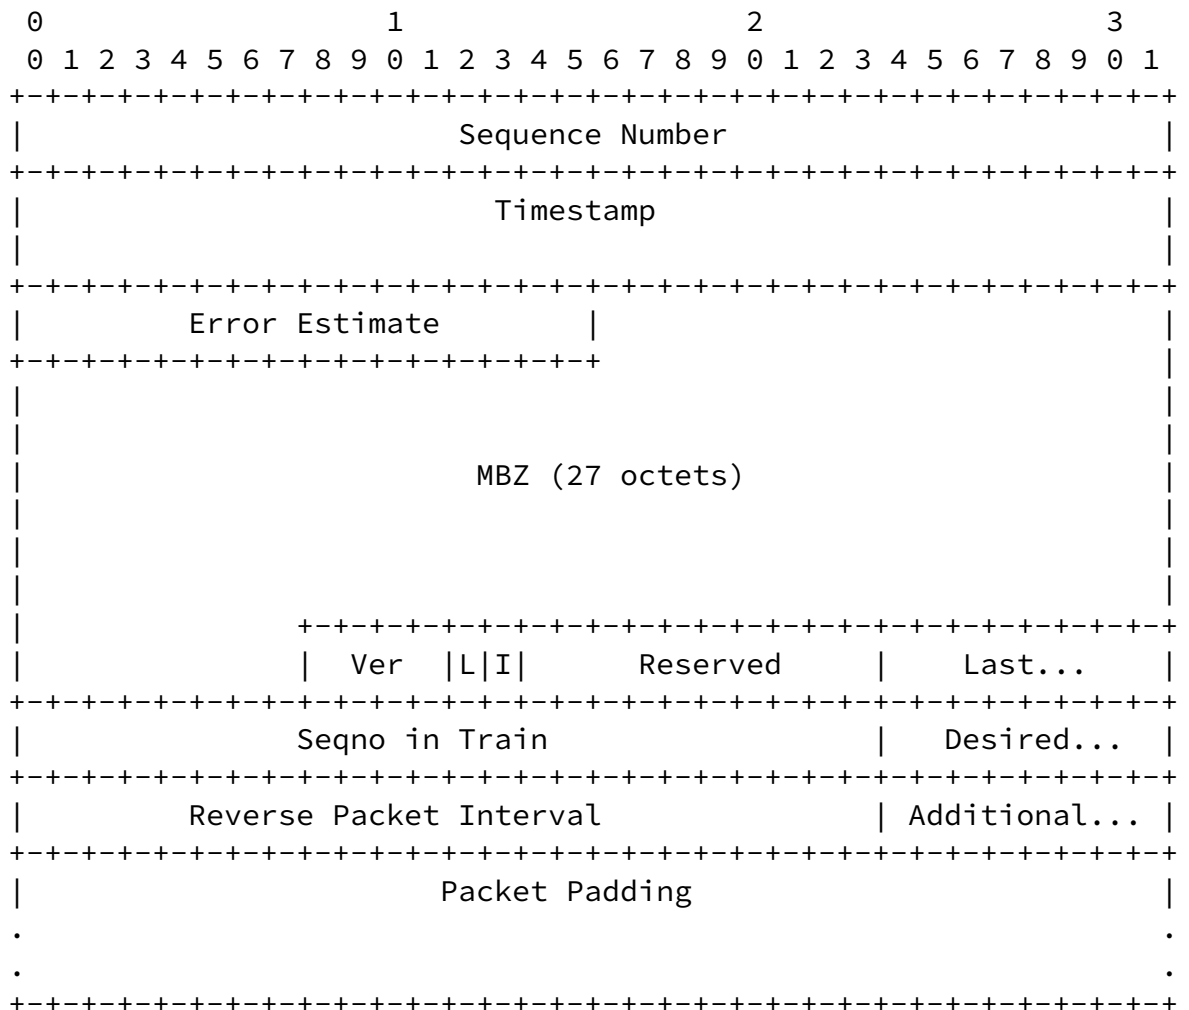 0                   1                   2                   3
 0 1 2 3 4 5 6 7 8 9 0 1 2 3 4 5 6 7 8 9 0 1 2 3 4 5 6 7 8 9 0 1
+-+-+-+-+-+-+-+-+-+-+-+-+-+-+-+-+-+-+-+-+-+-+-+-+-+-+-+-+-+-+-+-+
|                        Sequence Number                        |
+-+-+-+-+-+-+-+-+-+-+-+-+-+-+-+-+-+-+-+-+-+-+-+-+-+-+-+-+-+-+-+-+
|                          Timestamp                            |
|                                                               |
+-+-+-+-+-+-+-+-+-+-+-+-+-+-+-+-+-+-+-+-+-+-+-+-+-+-+-+-+-+-+-+-+
|         Error Estimate        |                               |
+-+-+-+-+-+-+-+-+-+-+-+-+-+-+-+-+                               |
|                                                               |
|                                                               |
|                         MBZ (27 octets)                       |
|                                                               |
|                                                               |
|                                                               |
|               +-+-+-+-+-+-+-+-+-+-+-+-+-+-+-+-+-+-+-+-+-+-+-+-+
|               |  Ver  |L|I|      Reserved     |    Last...    |
+-+-+-+-+-+-+-+-+-+-+-+-+-+-+-+-+-+-+-+-+-+-+-+-+-+-+-+-+-+-+-+-+
|               Seqno in Train                  |   Desired...  |
+-+-+-+-+-+-+-+-+-+-+-+-+-+-+-+-+-+-+-+-+-+-+-+-+-+-+-+-+-+-+-+-+
|         Reverse Packet Interval               | Additional... |
+-+-+-+-+-+-+-+-+-+-+-+-+-+-+-+-+-+-+-+-+-+-+-+-+-+-+-+-+-+-+-+-+
|                       Packet Padding                          |
.                                                               .
.                                                               .
+-+-+-+-+-+-+-+-+-+-+-+-+-+-+-+-+-+-+-+-+-+-+-+-+-+-+-+-+-+-+-+-+